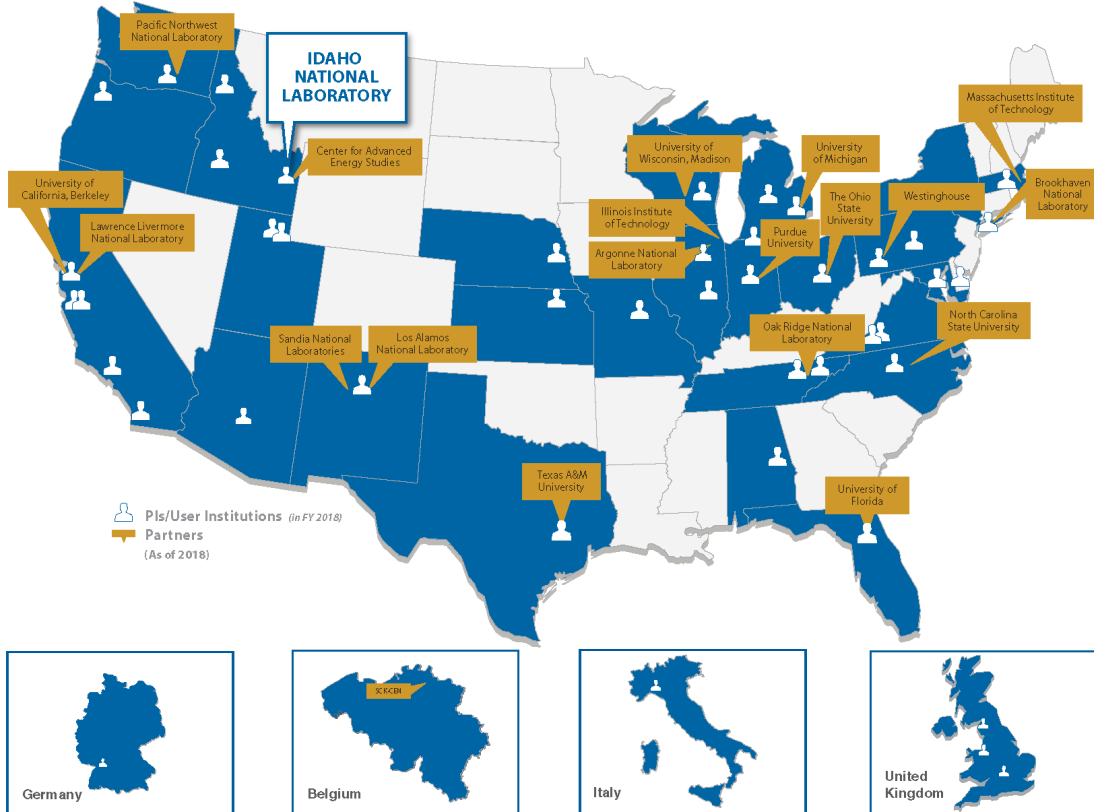 Pacific Northwest
National Laboratory
IDAHO
NATIONAL
LABORATORY
Center for Advanced
Energy Studies
University of
California, Berkeley
Lawrence Livermore
National Laboratory
Sandia National
Laboratories
Los Alamos
National Laboratory
University of
Wisconsin, Madison
University
of Michigan
Illinois Institute
of Technology
Argonne National
Laboratory
Purdue
University
The Ohio
State
University
Westinghouse
Massachusetts Institute
of Technology
Brookhaven
National
Laboratory
Oak Ridge National
Laboratory
North Carolina
State University
Texas A&M
University
University of
Florida
PIs/User Institutions (in FY 2018)
Partners
(As of 2018)
Germany
SCK•CEN
Belgium
Italy
United
Kingdom